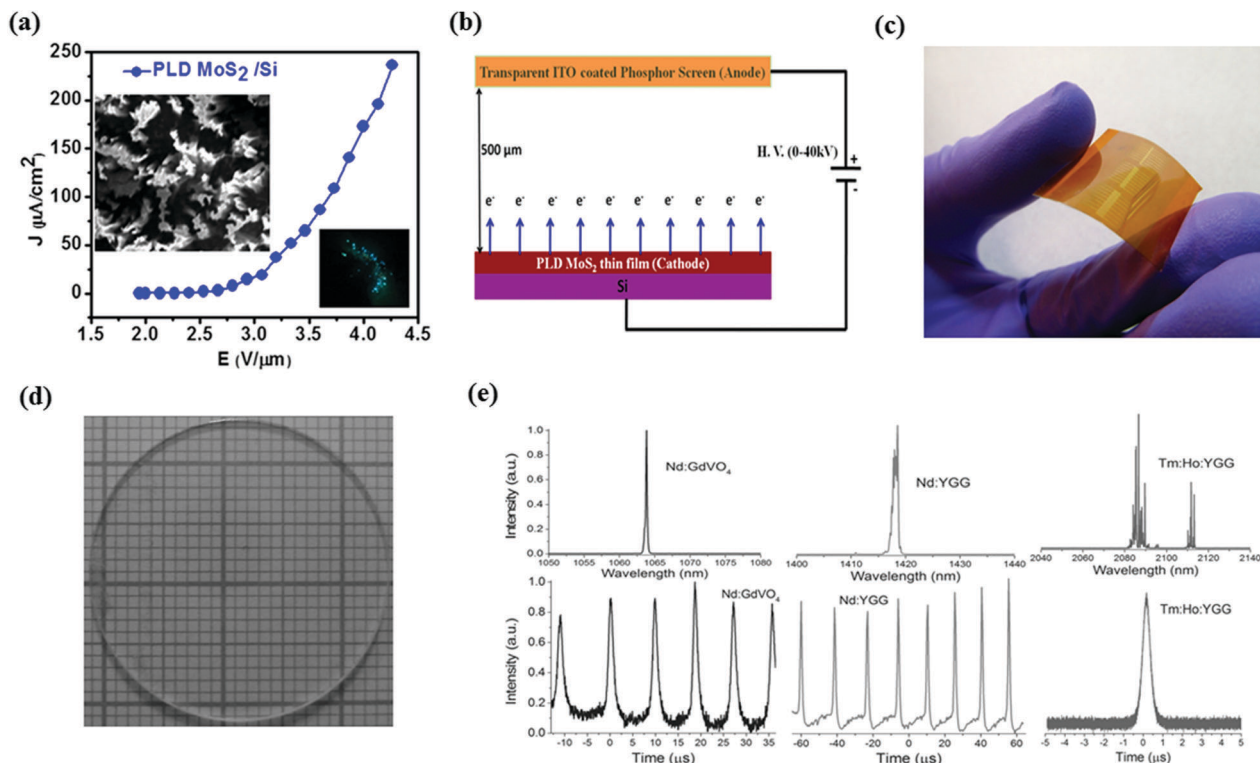 (a)
250
200
150
100
50
0
J (μA/cm2)
PLD MoS2 /Si
1.5 2.0 2.5 3.0 3.5 4.0 4.5
E (V/μm)
(b)
Transparent ITO coated Phosphor Screen (Anode)
500 μm
H. V. (0-40kV)
+
-
e- e- e- e- e- e- e- e- e- e-
PLD MoS2 thin film (Cathode)
Si
(c)
(d)
(e)
Intensity (a.u.)
1.0
0.8
0.6
0.4
0.2
0.0
Nd:GdVO4
1050 1055 1060 1065 1070 1075 1080
Wavelength (nm)
Nd:YGG
1400 1410 1420 1430 1440
Wavelength (nm)
Tm:Ho:YGG
2040 2060 2080 2100 2120 2140
Wavelength (nm)
Intensity (a.u.)
1.0
0.8
0.6
0.4
0.2
0.0
Nd:GdVO4
-10 -5 0 5 10 15 20 25 30 35
Time (μs)
Nd:YGG
-60 -40 -20 0 20 40 60
Time (μs)
Tm:Ho:YGG
-5 -4 -3 -2 -1 0 1 2 3 4 5
Time (μs)